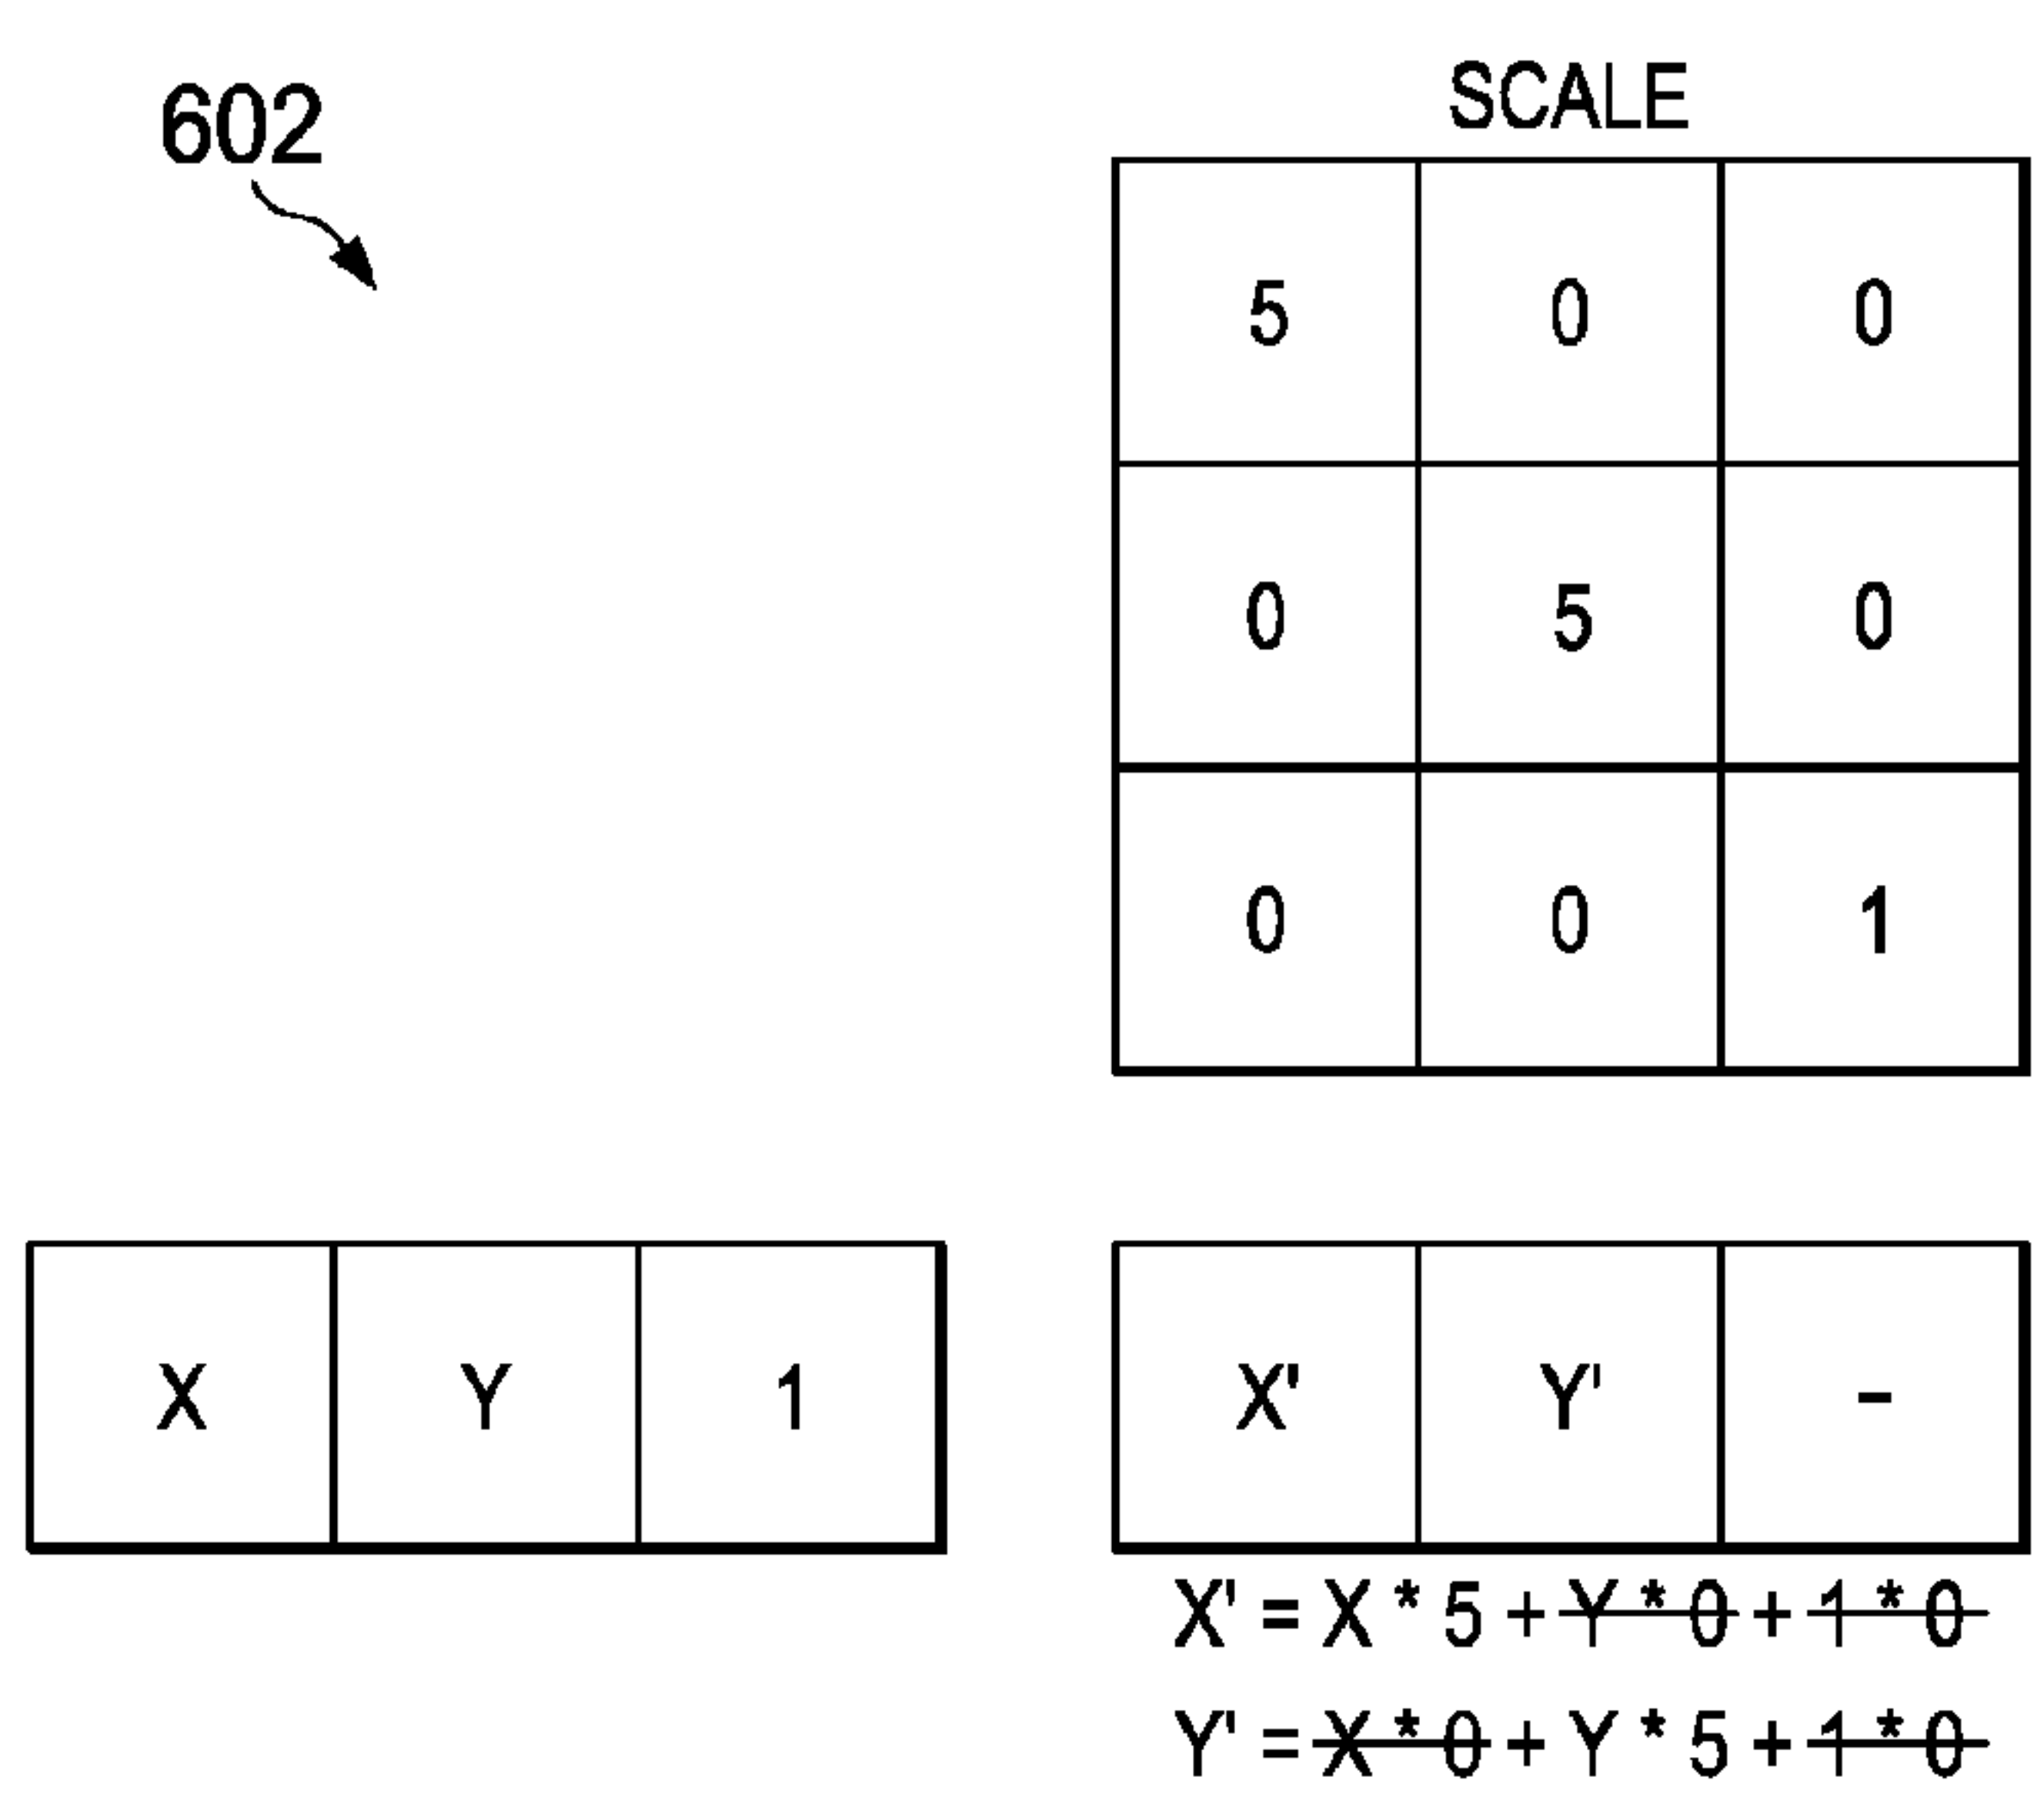 602
SCALE
5 0 0
0 5 0
0 0 1
X Y 1
X' Y' -
X' = X * 5 + Y * 0 + 1 * 0
Y' = X * 0 + Y * 5 + 1 * 0